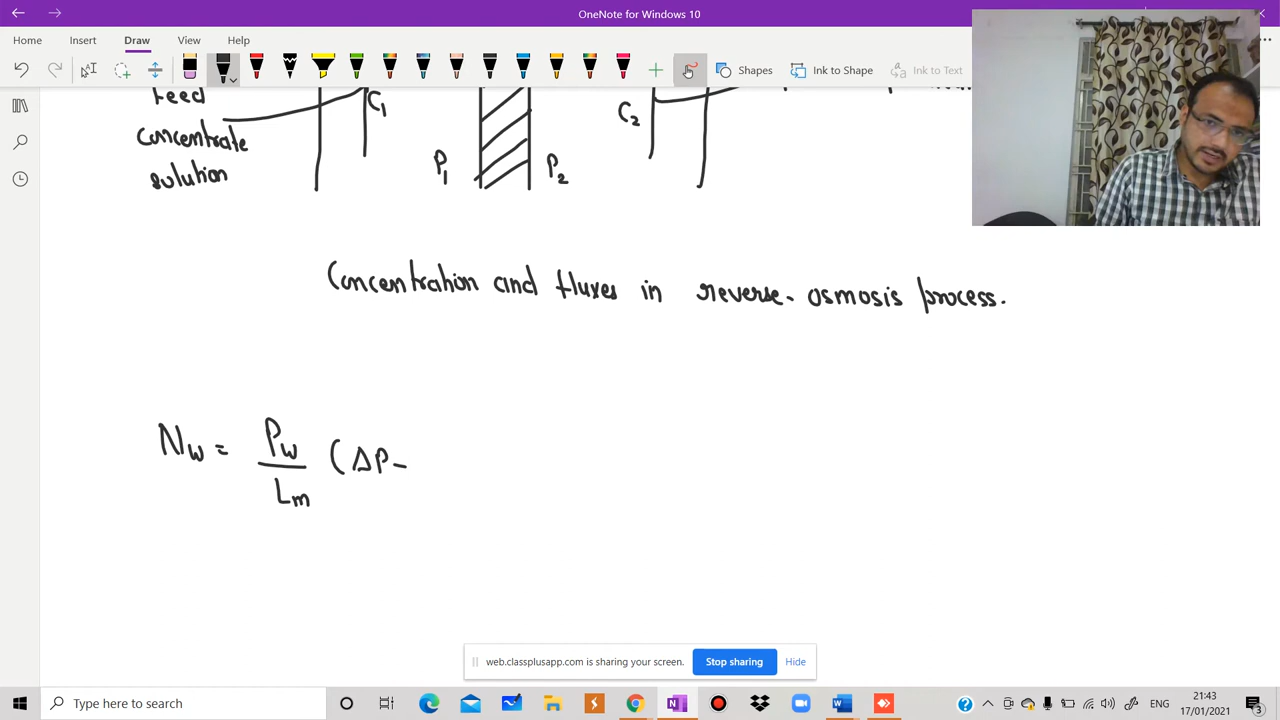 OneNote for Windows 10
Home Insert Draw View Help
Shapes Ink to Shape Ink to Text
Feed
Concentrate
solution
C1
P1
P2
C2
Concentration and fluxes in reverse-osmosis process.
Nw = Pw / Lm (ΔP-
web.classplusapp.com is sharing your screen. Stop sharing Hide
Type here to search
ENG
21:43
17/01/2021
3